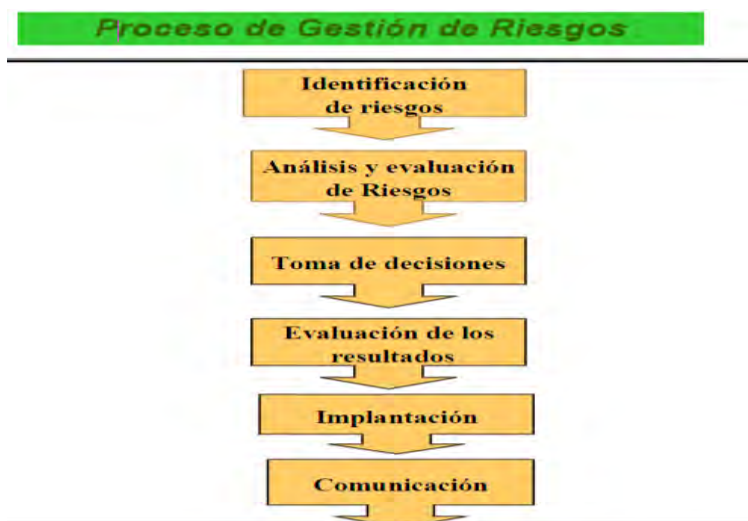 Proceso de Gestión de Riesgos
Identificación
de riesgos
Análisis y evaluación
de Riesgos
Toma de decisiones
Evaluación de los
resultados
Implantación
Comunicación